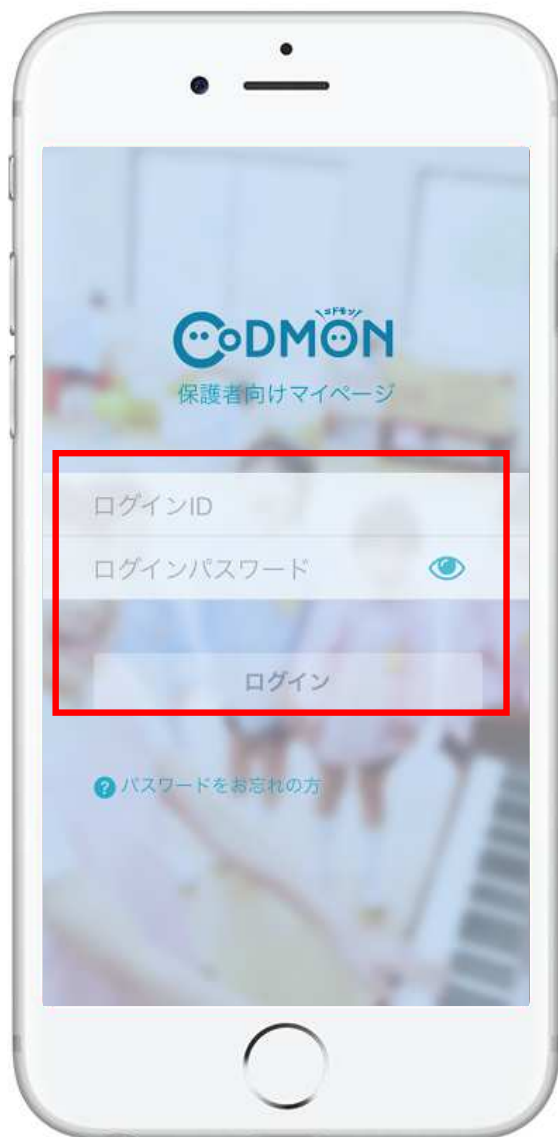 コドモン
CoDMON
保護者向けマイページ
ログインID
ログインパスワード
ログイン
? パスワードをお忘れの方